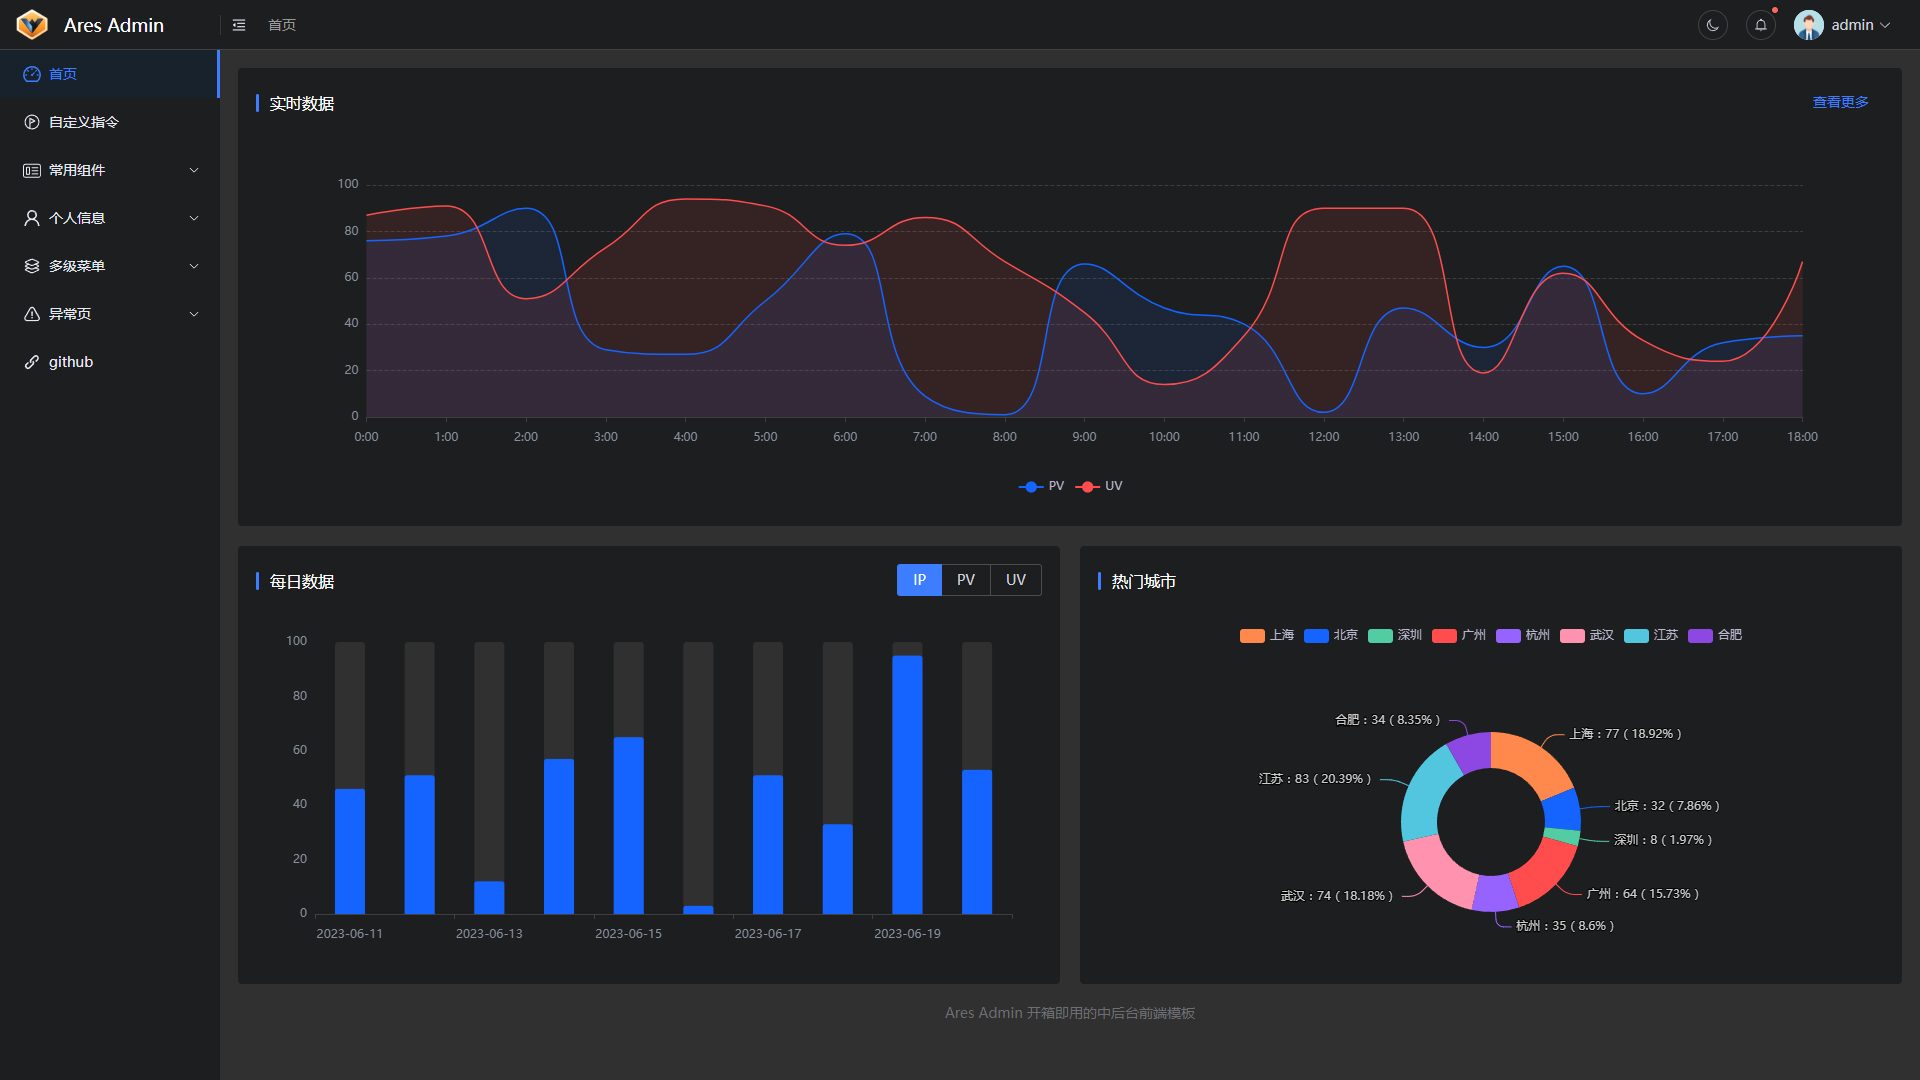 Ares Admin
首页
admin
首页
自定义指令
常用组件
个人信息
多级菜单
异常页
github
实时数据
查看更多
100
80
60
40
20
0
0:00 1:00 2:00 3:00 4:00 5:00 6:00 7:00 8:00 9:00 10:00 11:00 12:00 13:00 14:00 15:00 16:00 17:00 18:00
PV UV
每日数据
IP PV UV
100
80
60
40
20
0
2023-06-11 2023-06-13 2023-06-15 2023-06-17 2023-06-19
热门城市
上海 北京 深圳 广州 杭州 武汉 江苏 合肥
合肥 : 34 ( 8.35% )
上海 : 77 ( 18.92% )
江苏 : 83 ( 20.39% )
北京 : 32 ( 7.86% )
深圳 : 8 ( 1.97% )
武汉 : 74 ( 18.18% )
广州 : 64 ( 15.73% )
杭州 : 35 ( 8.6% )
Ares Admin 开箱即用的中后台前端模板